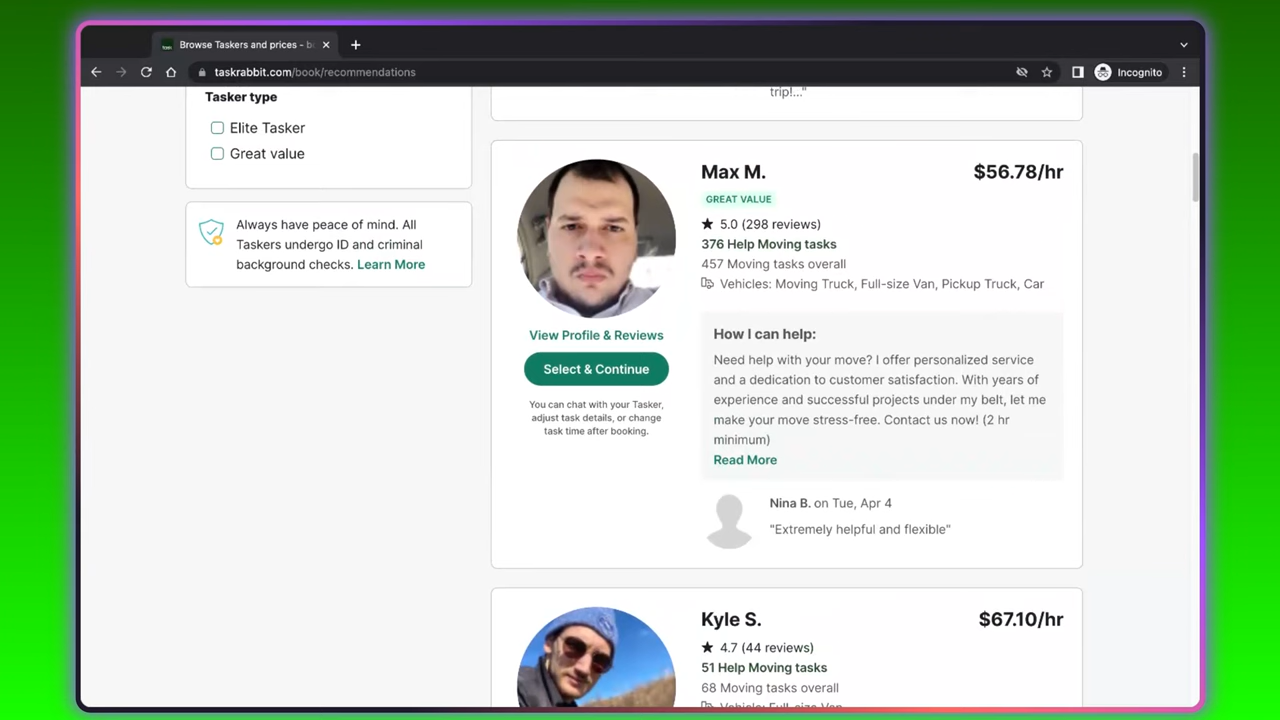 Browse Taskers and prices - bo
taskrabbit.com/book/recommendations
Incognito
Tasker type
Elite Tasker
Great value
Always have peace of mind. All
Taskers undergo ID and criminal
background checks. Learn More
trip!..."
Max M.
$56.78/hr
GREAT VALUE
★ 5.0 (298 reviews)
376 Help Moving tasks
457 Moving tasks overall
Vehicles: Moving Truck, Full-size Van, Pickup Truck, Car
View Profile & Reviews
Select & Continue
You can chat with your Tasker,
adjust task details, or change
task time after booking.
How I can help:
Need help with your move? I offer personalized service
and a dedication to customer satisfaction. With years of
experience and successful projects under my belt, let me
make your move stress-free. Contact us now! (2 hr
minimum)
Read More
Nina B. on Tue, Apr 4
"Extremely helpful and flexible"
Kyle S.
$67.10/hr
★ 4.7 (44 reviews)
51 Help Moving tasks
68 Moving tasks overall
Vehicle: Full-size Van